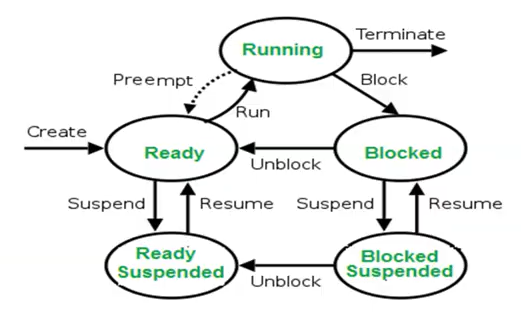 Terminate
Running
Preempt
Block
Run
Create
Ready
Unblock
Blocked
Suspend
Resume
Suspend
Resume
Ready
Suspended
Unblock
Blocked
Suspended